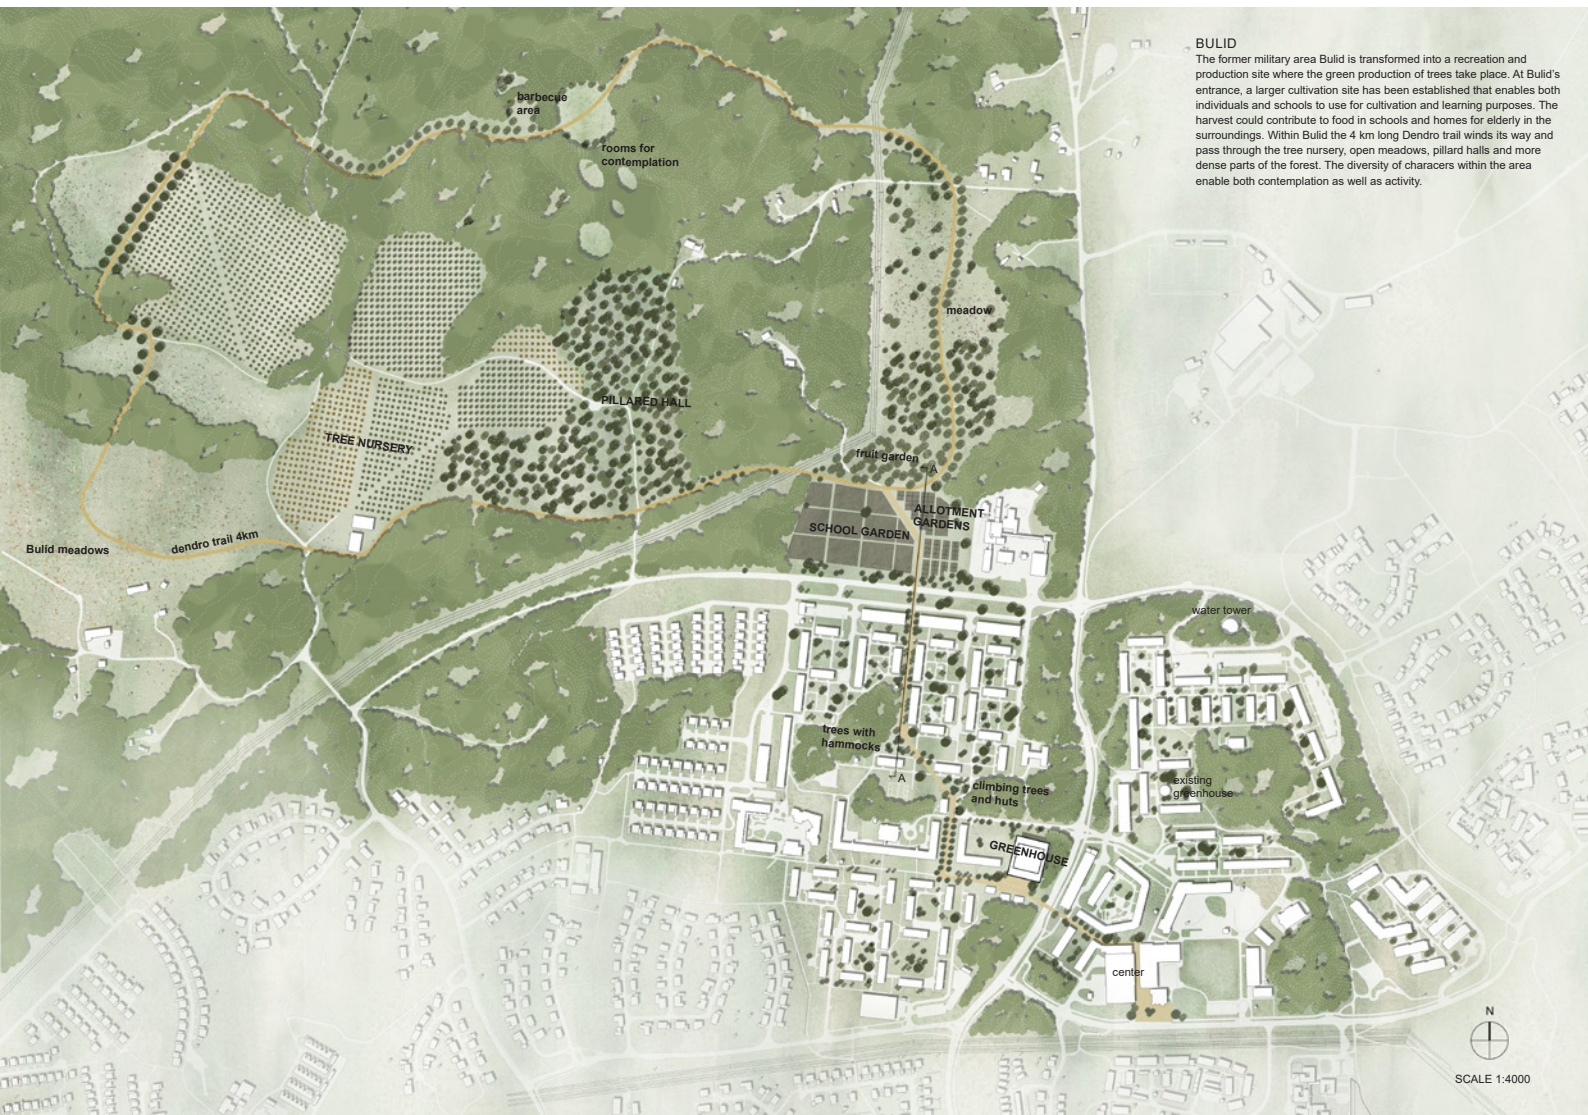 BULID
The former military area Bulid is transformed into a recreation and
production site where the green production of trees take place. At Bulid's
entrance, a larger cultivation site has been established that enables both
individuals and schools to use for cultivation and learning purposes. The
harvest could contribute to food in schools and homes for elderly in the
surroundings. Within Bulid the 4 km long Dendro trail winds its way and
pass through the tree nursery, open meadows, pillard halls and more
dense parts of the forest. The diversity of characers within the area
enable both contemplation as well as activity.
barbecue
area
rooms for
contemplation
meadow
PILLARED HALL
TREE NURSERY
fruit garden
A
ALLOTMENT
GARDENS
SCHOOL GARDEN
dendro trail 4km
Bulid meadows
water tower
trees with
hammocks
A
climbing trees
and huts
existing
greenhouse
GREENHOUSE
center
N
SCALE 1:4000